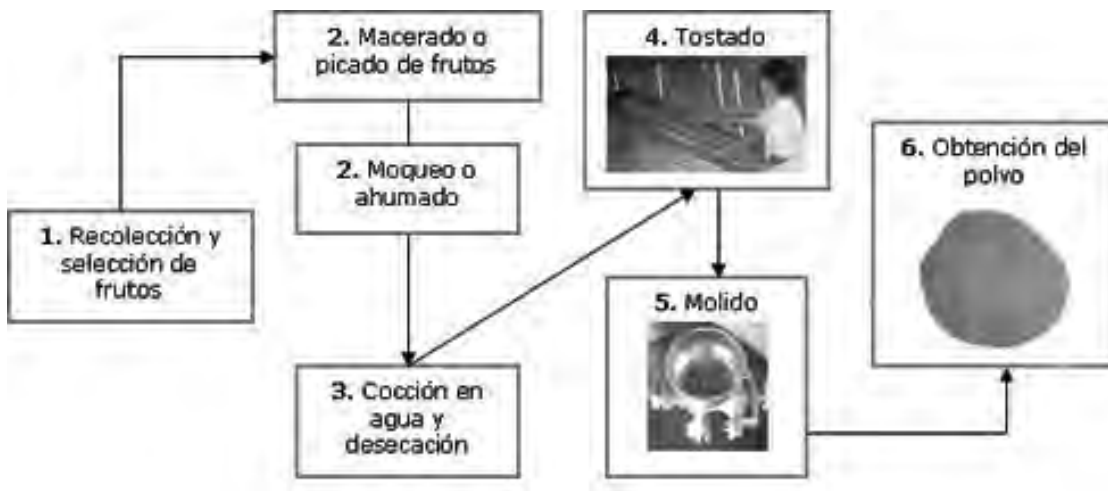 1. Recolección y
selección de
frutos
2. Macerado o
picado de frutos
2. Moqueo o
ahumado
3. Cocción en
agua y
desecación
4. Tostado
5. Molido
6. Obtención del
polvo